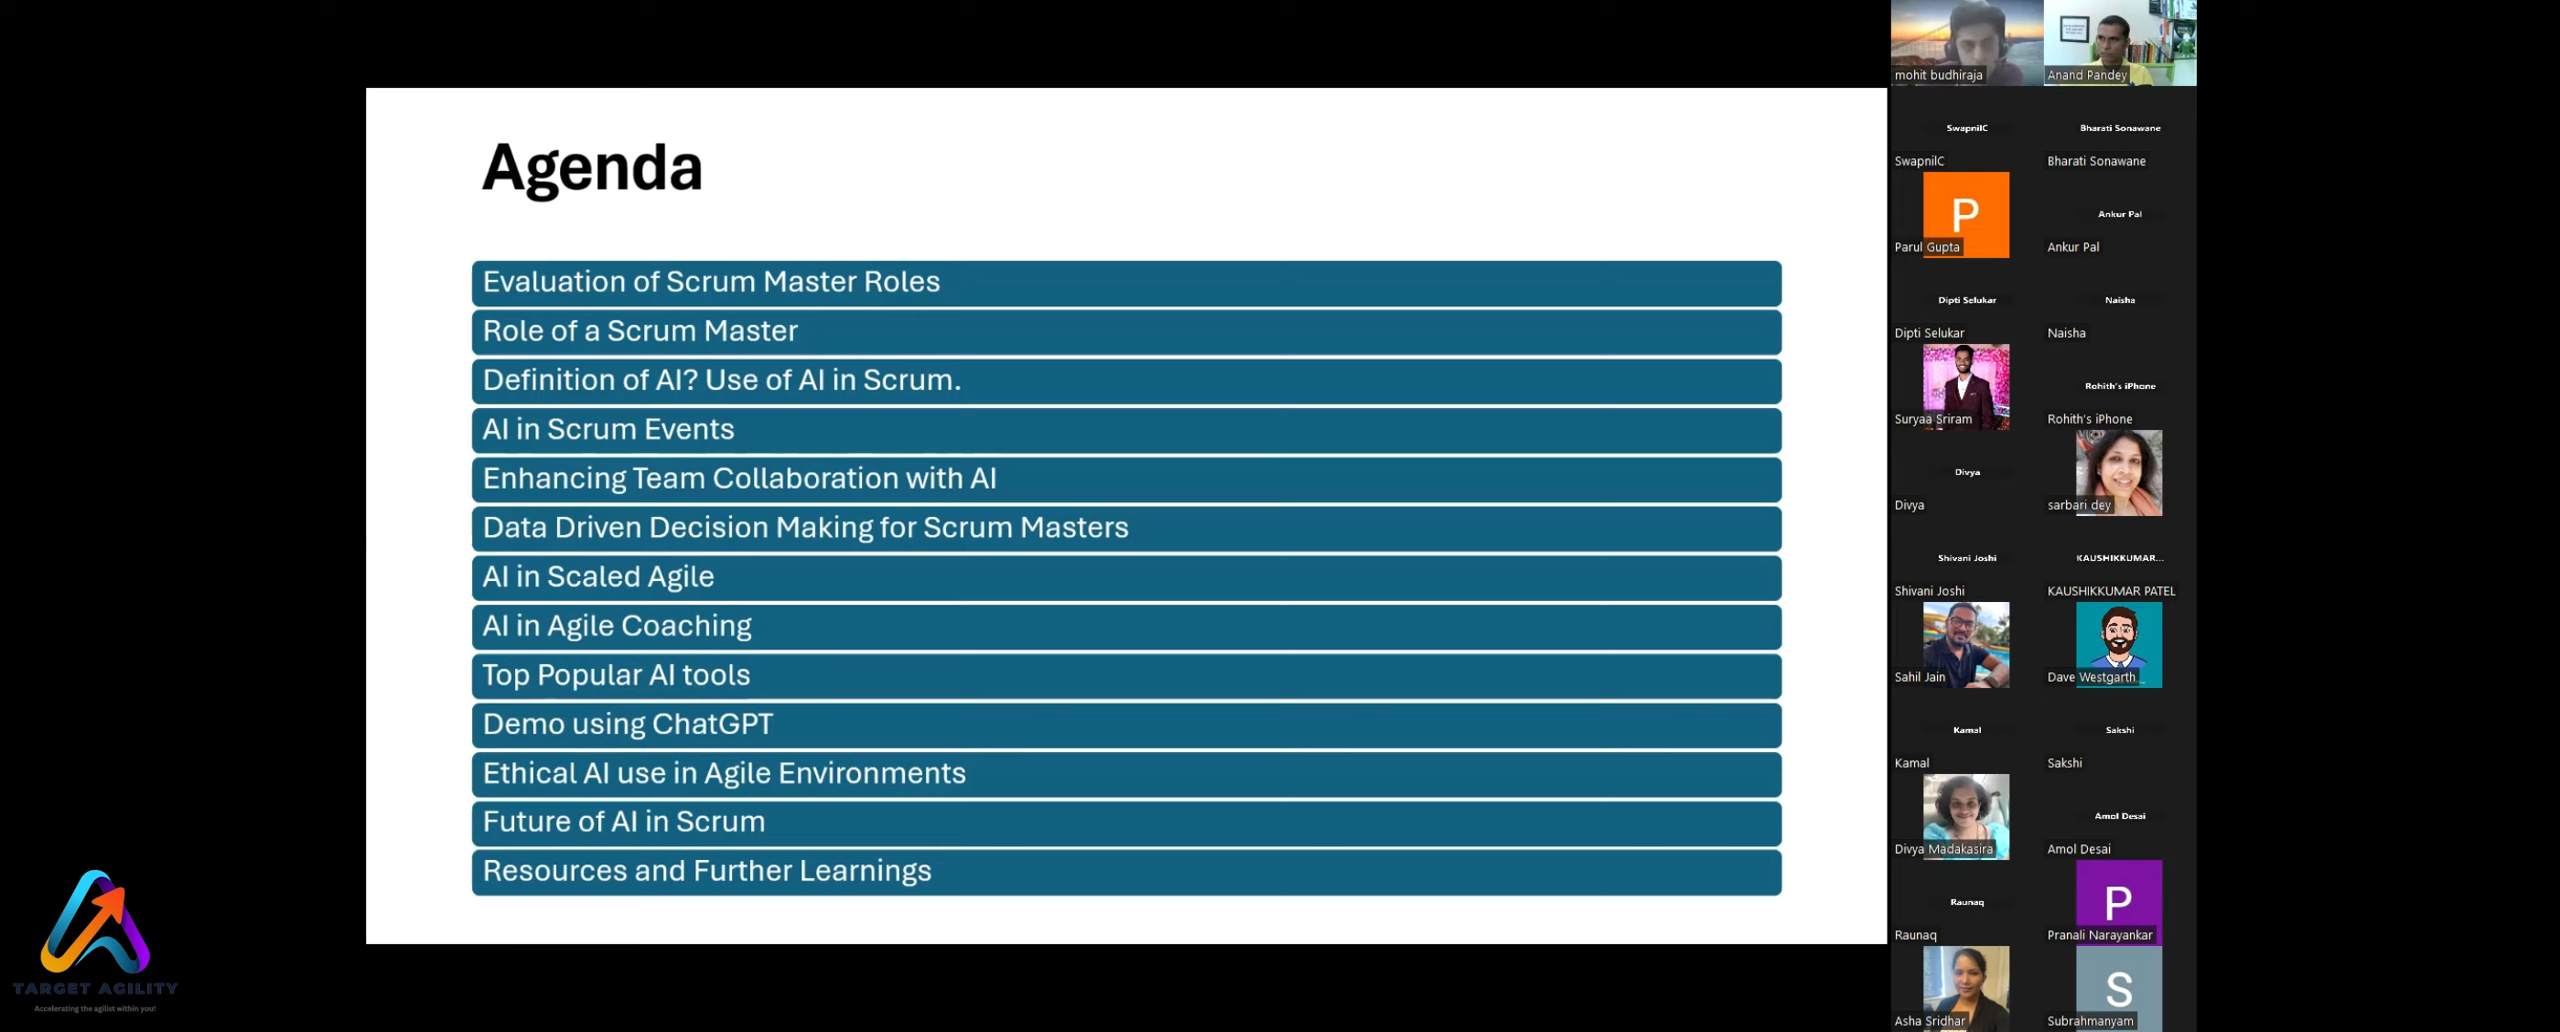 Agenda
Evaluation of Scrum Master Roles
Role of a Scrum Master
Definition of AI? Use of AI in Scrum.
AI in Scrum Events
Enhancing Team Collaboration with AI
Data Driven Decision Making for Scrum Masters
AI in Scaled Agile
AI in Agile Coaching
Top Popular AI tools
Demo using ChatGPT
Ethical AI use in Agile Environments
Future of AI in Scrum
Resources and Further Learnings
TARGET AGILITY
Accelerating the agilist within you!
mohit budhiraja
Anand Pandey
SwapnilC
Bharati Sonawane
SwapnilC
Bharati Sonawane
P
Ankur Pal
Parul Gupta
Ankur Pal
Dipti Selukar
Naisha
Dipti Selukar
Naisha
Rohith's iPhone
Suryaa Sriram
Rohith's iPhone
Divya
Divya
sarbari dey
Shivani Joshi
KAUSHIKKUMAR...
Shivani Joshi
KAUSHIKKUMAR PATEL
Sahil Jain
Dave Westgarth
Kamal
Sakshi
Kamal
Sakshi
Amol Desai
Divya Madakasira
Amol Desai
Raunaq
P
Raunaq
Pranali Narayankar
S
Asha Sridhar
Subrahmanyam